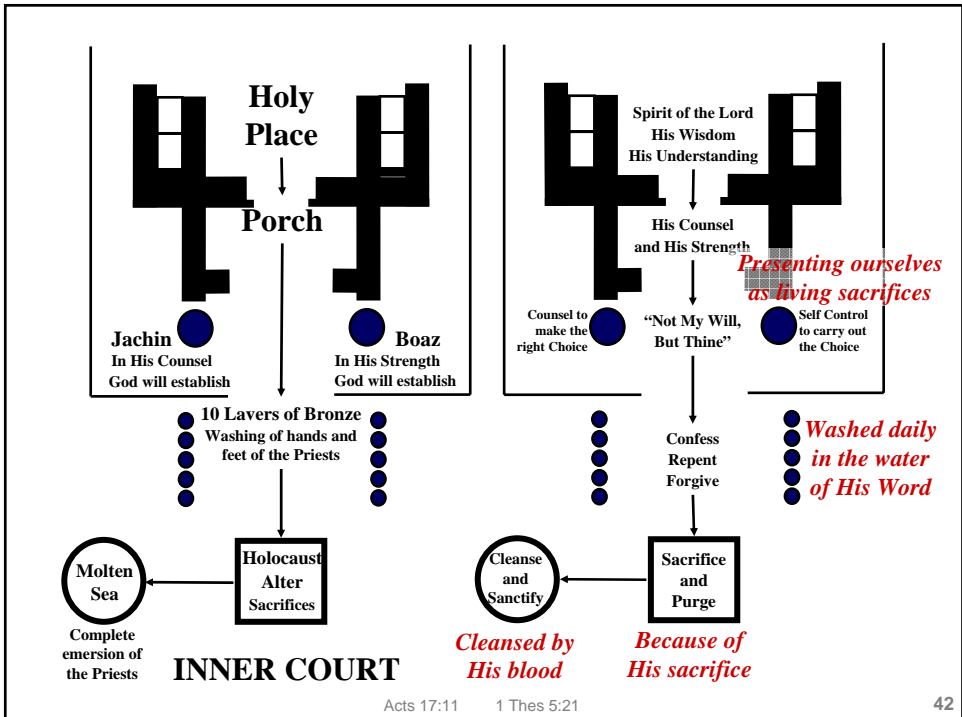 Holy
Place
Porch
Jachin
In His Counsel
God will establish
Boaz
In His Strength
God will establish
10 Lavers of Bronze
Washing of hands and
feet of the Priests
Holocaust
Alter
Sacrifices
Molten
Sea
Complete
emersion of
the Priests
INNER COURT
Spirit of the Lord
His Wisdom
His Understanding
His Counsel
and His Strength
Presenting ourselves
as living sacrifices
Counsel to
make the
right Choice
“Not My Will,
But Thine”
Self Control
to carry out
the Choice
Confess
Repent
Forgive
Washed daily
in the water
of His Word
Sacrifice
and
Purge
Cleanse
and
Sanctify
Cleansed by
His blood
Because of
His sacrifice
Acts 17:11 1 Thes 5:21
42